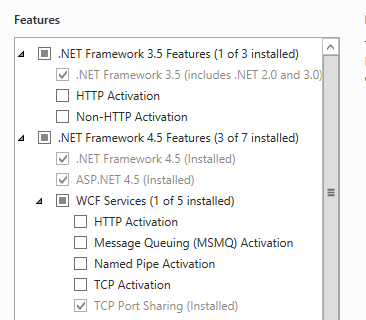 Features
.NET Framework 3.5 Features (1 of 3 installed)
.NET Framework 3.5 (includes .NET 2.0 and 3.0)
HTTP Activation
Non-HTTP Activation
.NET Framework 4.5 Features (3 of 7 installed)
.NET Framework 4.5 (Installed)
ASP.NET 4.5 (Installed)
WCF Services (1 of 5 installed)
HTTP Activation
Message Queuing (MSMQ) Activation
Named Pipe Activation
TCP Activation
TCP Port Sharing (Installed)